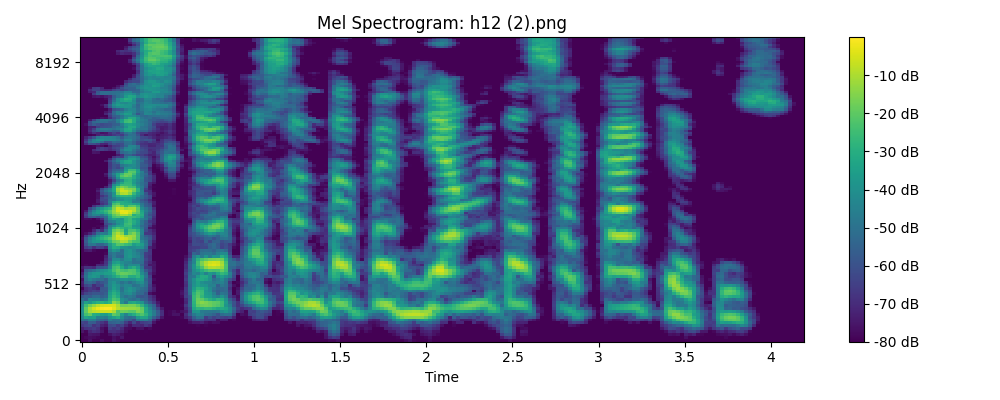 Mel Spectrogram: h12 (2).png
8192
4096
2048
1024
512
0
Hz
0 0.5 1 1.5 2 2.5 3 3.5 4
Time
-10 dB
-20 dB
-30 dB
-40 dB
-50 dB
-60 dB
-70 dB
-80 dB